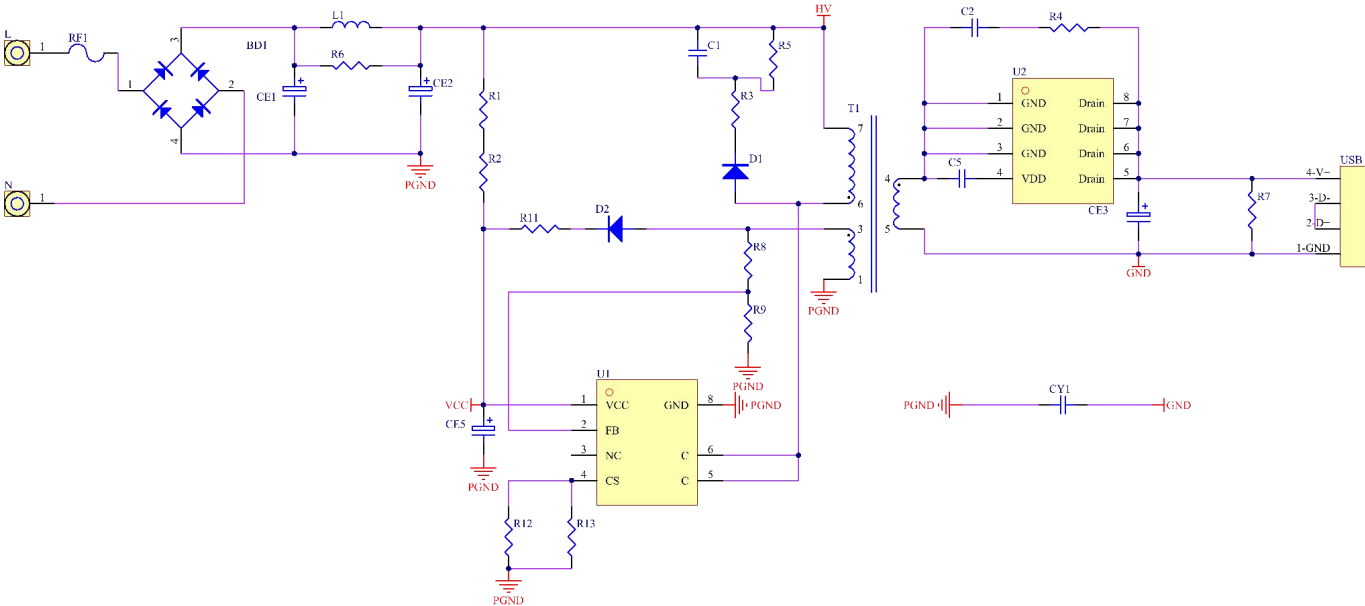 HV
L
RF1
1
L1
BD1
R6
3
1
2
4
CE1
CE2
PGND
N
1
R1
R2
C1
R5
R3
D1
T1
7
6
3
1
4
5
PGND
C2
R4
U2
1 GND Drain 8
2 GND Drain 7
3 GND Drain 6
4 VDD Drain 5
C5
CE3
GND
R7
USB
4-V+
3-D-
2-D+
1-GND
R11
D2
R8
R9
PGND
U1
VCC
1 VCC GND 8
PGND
2 FB
3 NC C 6
4 CS C 5
CE5
PGND
R12
R13
PGND
PGND
CY1
GND